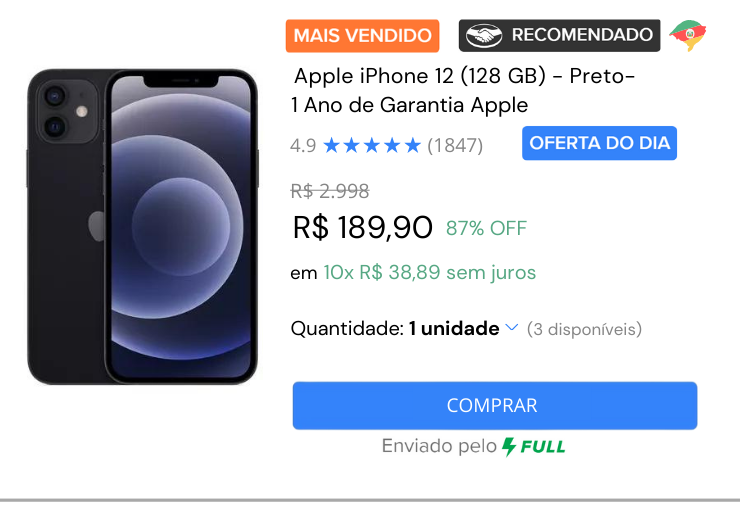 MAIS VENDIDO
RECOMENDADO
Apple iPhone 12 (128 GB) - Preto-
1 Ano de Garantia Apple
4.9 ★★★★★ (1847)
OFERTA DO DIA
R$ 2.998
R$ 189,90 87% OFF
em 10x R$ 38,89 sem juros
Quantidade: 1 unidade (3 disponíveis)
COMPRAR
Enviado pelo FULL